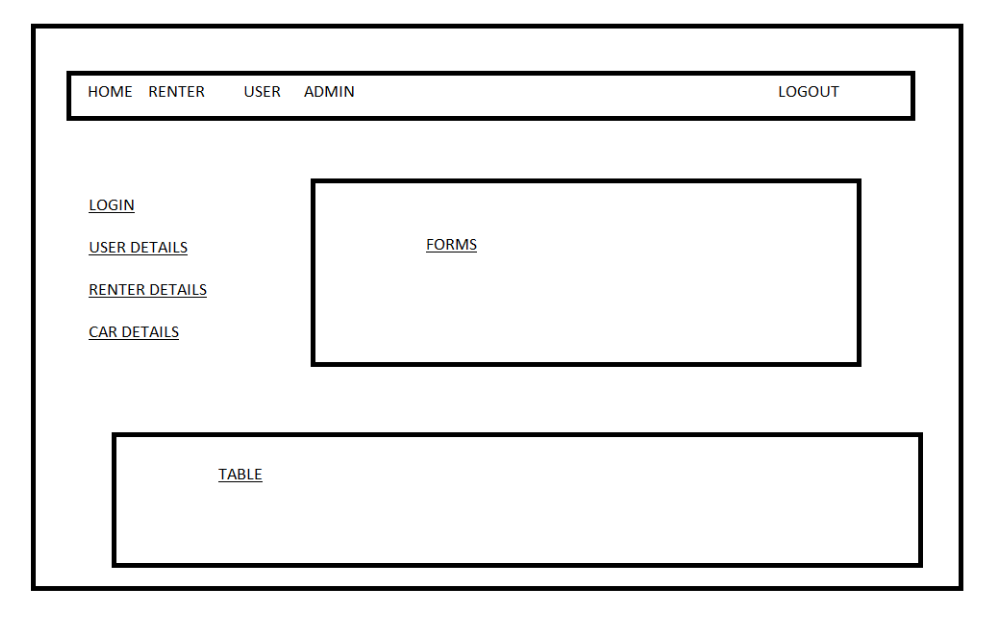 HOME RENTER USER ADMIN LOGOUT
LOGIN
USER DETAILS
FORMS
RENTER DETAILS
CAR DETAILS
TABLE